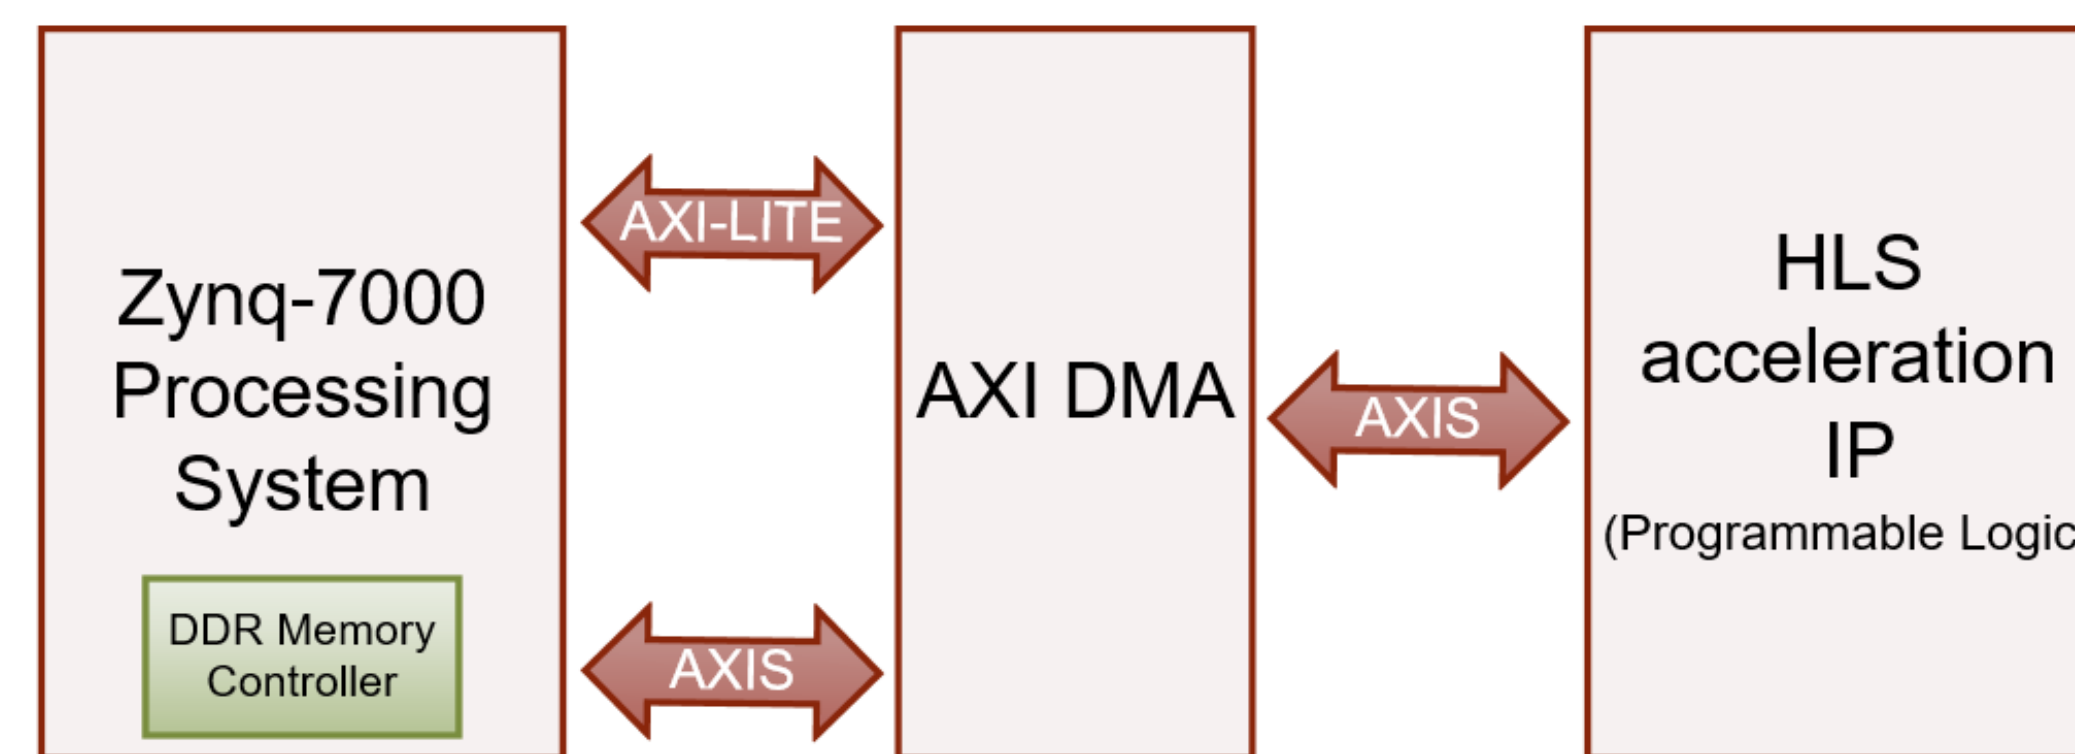 Zynq-7000
Processing
System
DDR Memory
Controller
AXI-LITE
AXIS
AXI DMA
AXIS
HLS
acceleration
IP
(Programmable Logic